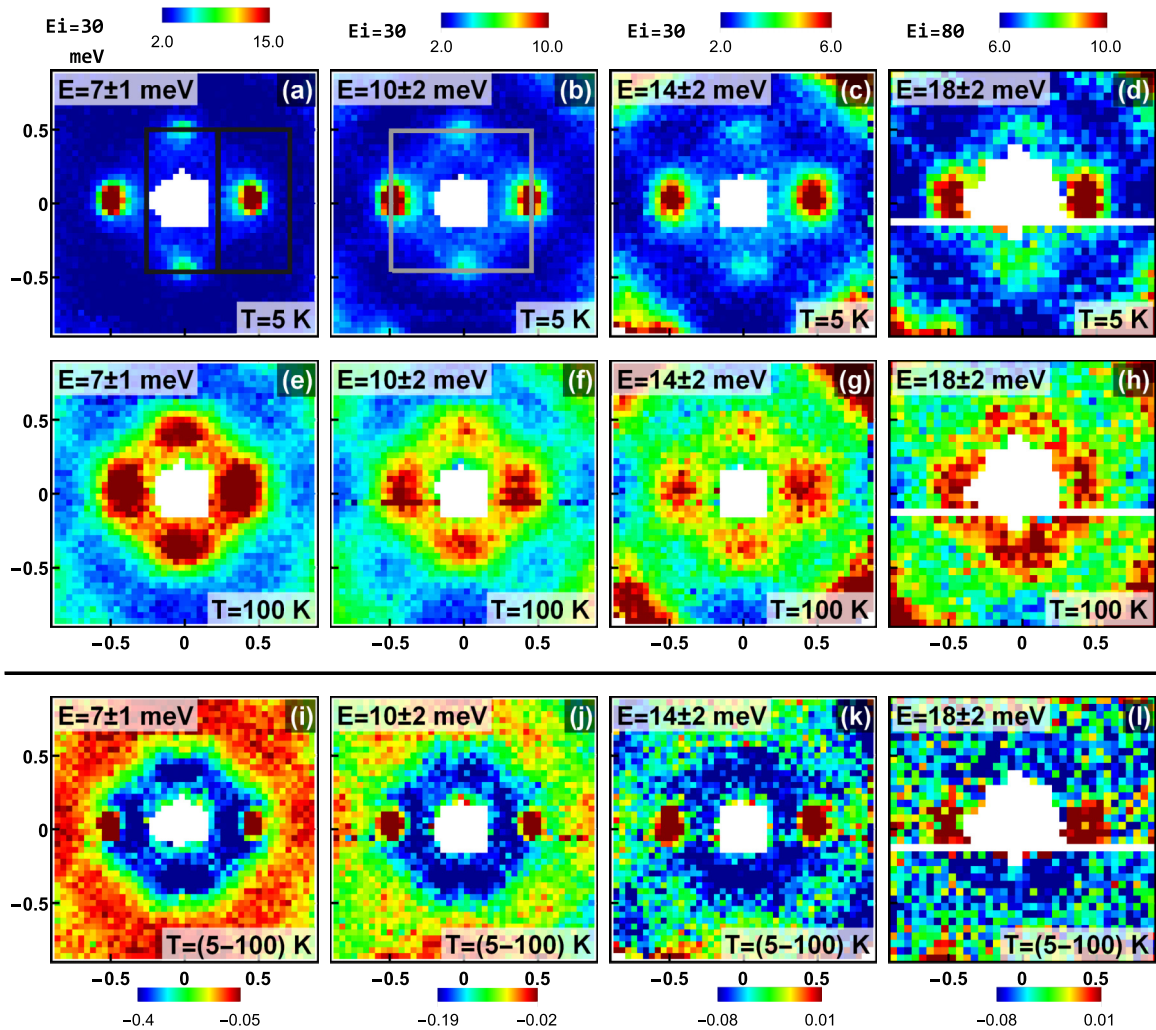 Ei=30 meV 2.0 15.0
Ei=30 2.0 10.0
Ei=30 2.0 6.0
Ei=80 6.0 10.0
E=7±1 meV (a)
E=10±2 meV (b)
E=14±2 meV (c)
E=18±2 meV (d)
0.5
0
−0.5
T=5 K
T=5 K
T=5 K
T=5 K
E=7±1 meV (e)
E=10±2 meV (f)
E=14±2 meV (g)
E=18±2 meV (h)
0.5
0
−0.5
T=100 K
T=100 K
T=100 K
T=100 K
−0.5 0 0.5
−0.5 0 0.5
−0.5 0 0.5
−0.5 0 0.5
E=7±1 meV (i)
E=10±2 meV (j)
E=14±2 meV (k)
E=18±2 meV (l)
0.5
0
−0.5
T=(5−100) K
T=(5−100) K
T=(5−100) K
T=(5−100) K
−0.5 0 0.5
−0.5 0 0.5
−0.5 0 0.5
−0.5 0 0.5
−0.4 −0.05
−0.19 −0.02
−0.08 0.01
−0.08 0.01